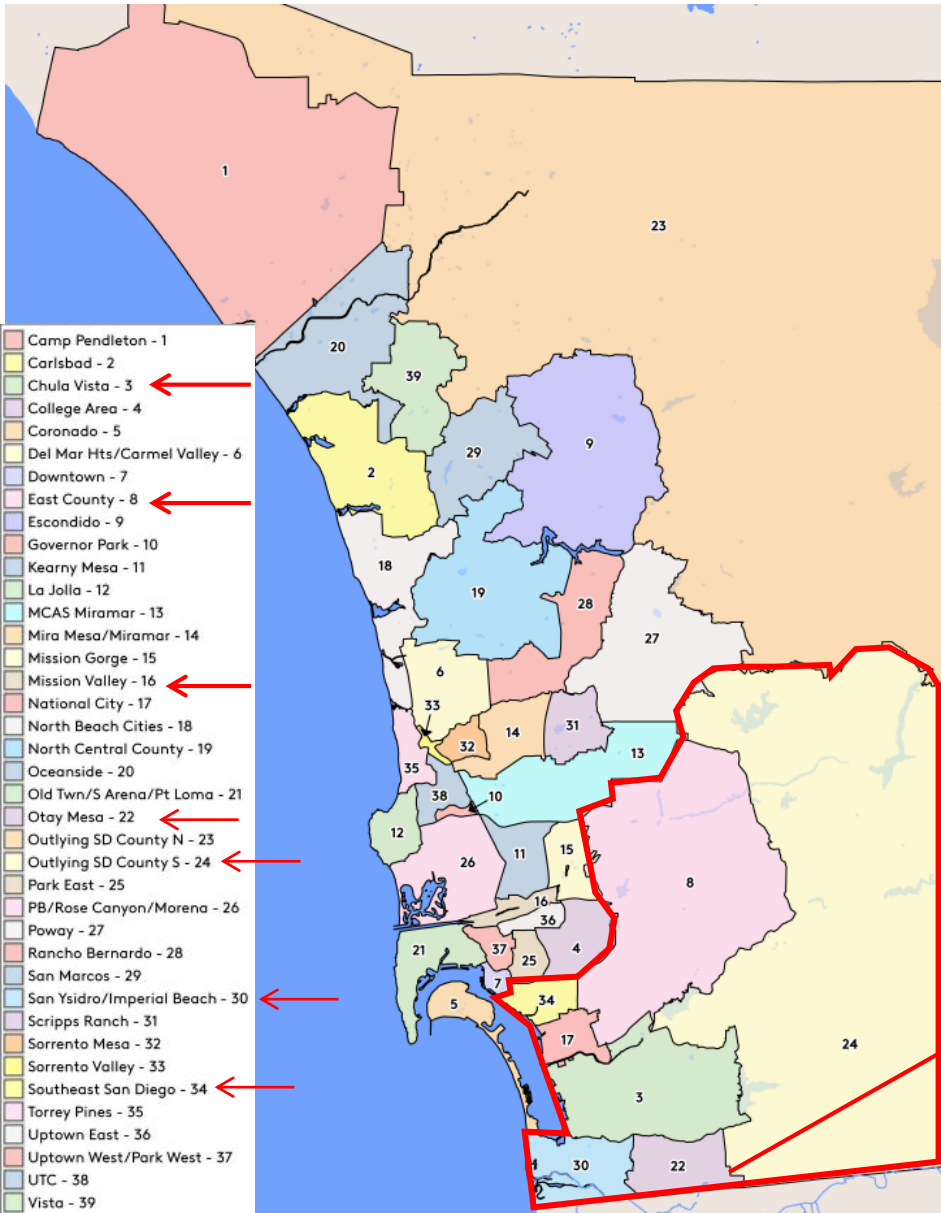 1
23
20
39
9
29
2
18
19
28
27
6
33
32
14
31
13
35
38
10
12
26
11
15
8
16
36
21
37
25
4
7
5
34
17
24
3
30
22
Camp Pendleton - 1
Carlsbad - 2
Chula Vista - 3
College Area - 4
Coronado - 5
Del Mar Hts/Carmel Valley - 6
Downtown - 7
East County - 8
Escondido - 9
Governor Park - 10
Kearny Mesa - 11
La Jolla - 12
MCAS Miramar - 13
Mira Mesa/Miramar - 14
Mission Gorge - 15
Mission Valley - 16
National City - 17
North Beach Cities - 18
North Central County - 19
Oceanside - 20
Old Twn/S Arena/Pt Loma - 21
Otay Mesa - 22
Outlying SD County N - 23
Outlying SD County S - 24
Park East - 25
PB/Rose Canyon/Morena - 26
Poway - 27
Rancho Bernardo - 28
San Marcos - 29
San Ysidro/Imperial Beach - 30
Scripps Ranch - 31
Sorrento Mesa - 32
Sorrento Valley - 33
Southeast San Diego - 34
Torrey Pines - 35
Uptown East - 36
Uptown West/Park West - 37
UTC - 38
Vista - 39